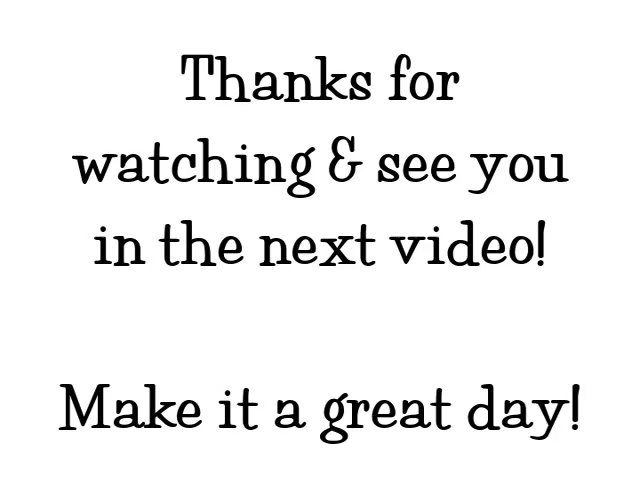 Thanks for
watching & see you
in the next video!
Make it a great day!